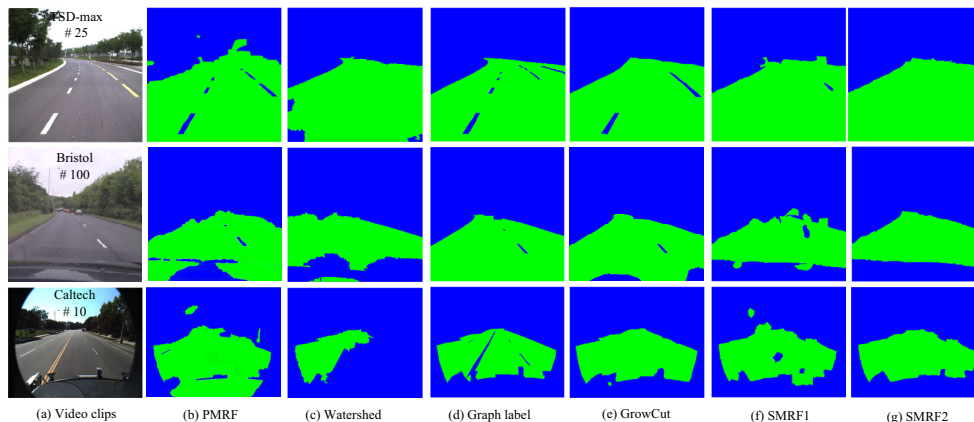 TSD-max
# 25
Bristol
# 100
Caltech
# 10
(a) Video clips
(b) PMRF
(c) Watershed
(d) Graph label
(e) GrowCut
(f) SMRF1
(g) SMRF2